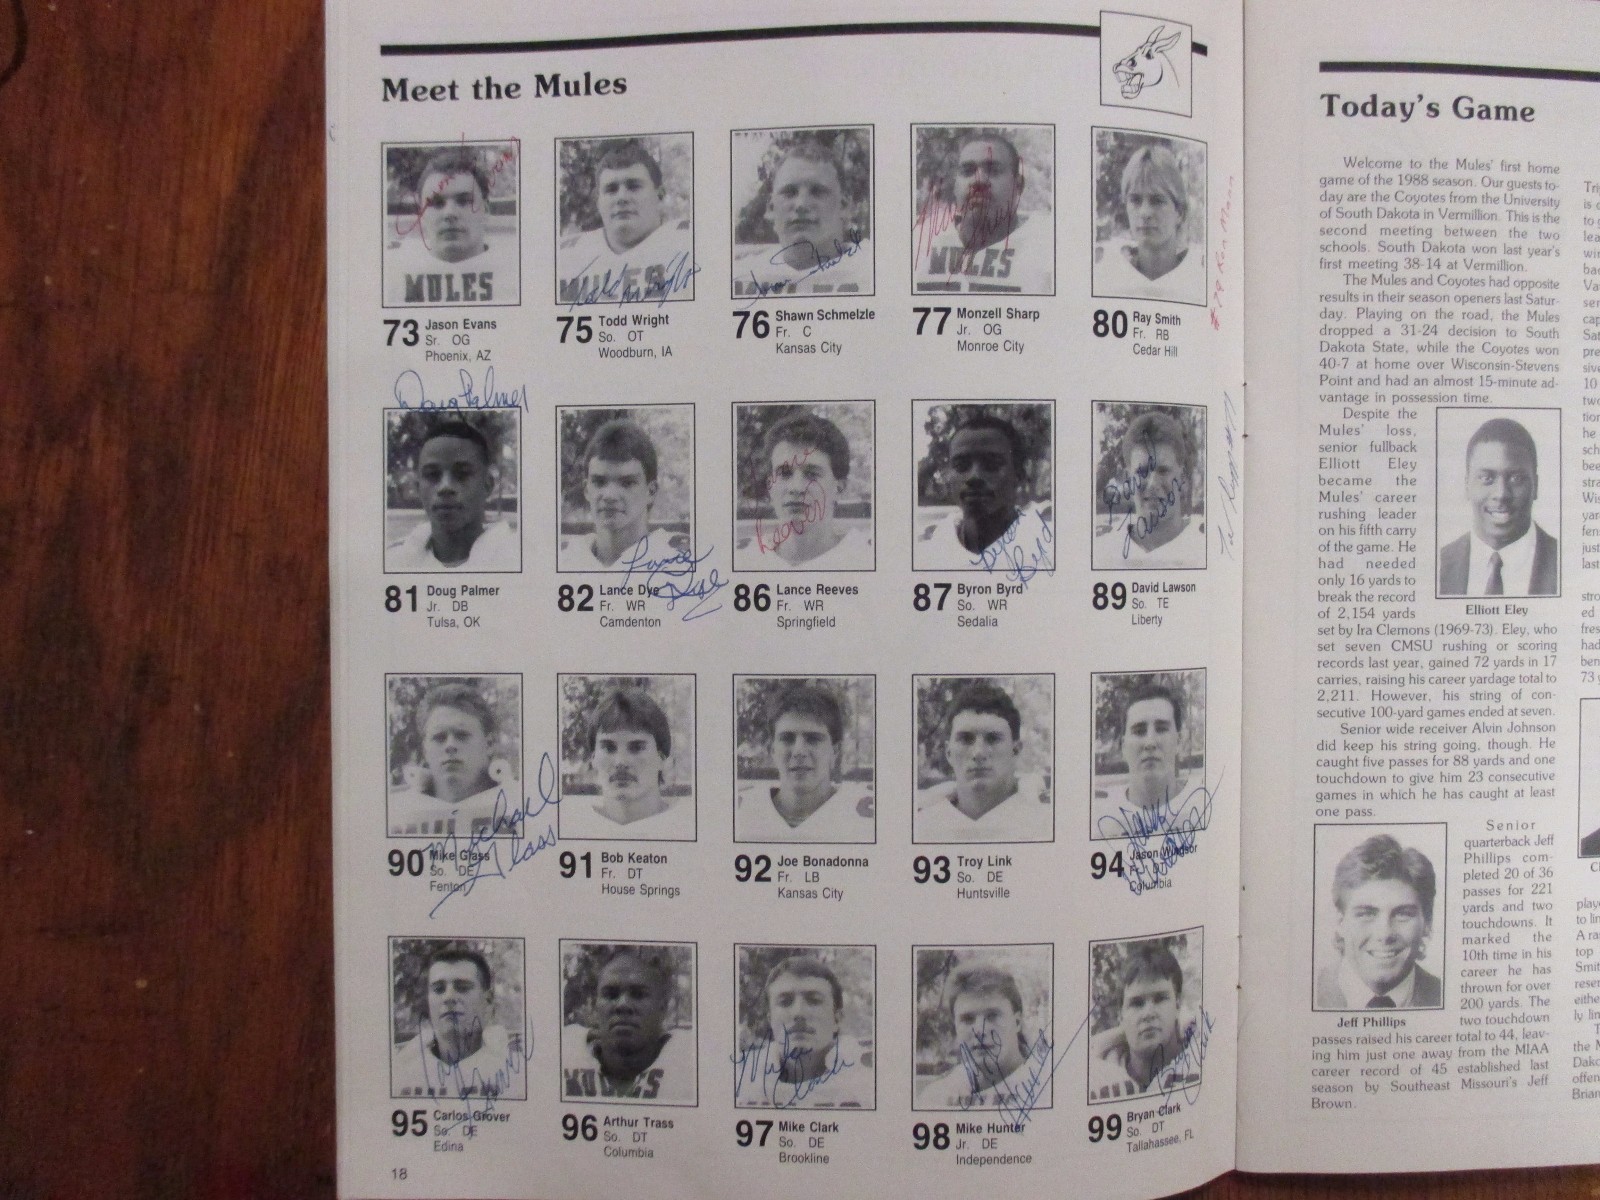 Meet the Mules
MULES
73 Jason Evans
Sr. OG
Phoenix, AZ
75 Todd Wright
So. OT
Woodburn, IA
76 Shawn Schmelzle
Fr. C
Kansas City
MULES
77 Monzell Sharp
Jr. OG
Monroe City
80 Ray Smith
Fr. RB
Cedar Hill
#79 Ron Moon
Doug Palmer
81 Doug Palmer
Jr. DB
Tulsa, OK
82 Lance Dye
Fr. WR
Camdenton
Lance Dye
86 Lance Reeves
Fr. WR
Springfield
Lance Reeves
87 Byron Byrd
So. WR
Sedalia
Byron Byrd
89 David Lawson
So. TE
Liberty
David Lawson
90 Mike Glass
So. DE
Fenton
Michael Glass
91 Bob Keaton
Fr. DT
House Springs
92 Joe Bonadonna
Fr. LB
Kansas City
93 Troy Link
So. DE
Huntsville
94 Jason Windsor
Fr. OT
Columbia
95 Carlos Grover
So. DE
Edina
MULES
96 Arthur Trass
So. DT
Columbia
97 Mike Clark
So. DE
Brookline
Mike Clark
98 Mike Hunter
Jr. DE
Independence
99 Bryan Clark
So. DT
Tallahassee, FL
Bryan Clark
18
Today's Game
Welcome to the Mules' first home
game of the 1988 season. Our guests to-
day are the Coyotes from the University
of South Dakota in Vermillion. This is the
second meeting between the two
schools. South Dakota won last year's
first meeting 38-14 at Vermillion.
The Mules and Coyotes had opposite
results in their season openers last Satur-
day. Playing on the road, the Mules
dropped a 31-24 decision to South
Dakota State, while the Coyotes won
40-7 at home over Wisconsin-Stevens
Point and had an almost 15-minute ad-
vantage in possession time.
Despite the
Mules' loss,
senior fullback
Elliott Eley
became the
Mules' career
rushing leader
on his fifth carry
of the game. He
had needed
only 16 yards to
break the record
of 2,154 yards
set by Ira Clemons (1969-73). Eley, who
set seven CMSU rushing or scoring
records last year, gained 72 yards in 17
carries, raising his career yardage total to
2,211. However, his string of con-
secutive 100-yard games ended at seven.
Elliott Eley
Senior wide receiver Alvin Johnson
did keep his string going, though. He
caught five passes for 88 yards and one
touchdown to give him 23 consecutive
games in which he has caught at least
one pass.
Senior
quarterback Jeff
Phillips com-
pleted 20 of 36
passes for 221
yards and two
touchdowns. It
marked the
10th time in his
career he has
thrown for over
200 yards. The
two touchdown
Jeff Phillips
passes raised his career total to 44, leav-
ing him just one away from the MIAA
career record of 45 established last
season by Southeast Missouri's Jeff
Brown.